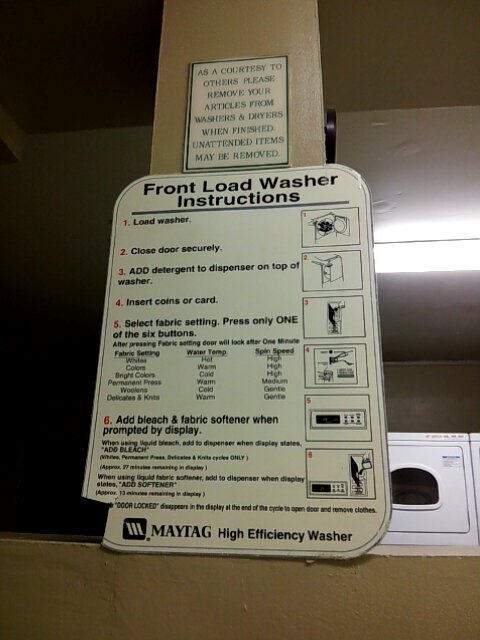 AS A COURTESY TO
OTHERS PLEASE
REMOVE YOUR
ARTICLES FROM
WASHERS & DRYERS
WHEN FINISHED.
UNATTENDED ITEMS
MAY BE REMOVED.
Front Load Washer
Instructions
1. Load washer.
2. Close door securely.
3. ADD detergent to dispenser on top of
washer.
4. Insert coins or card.
5. Select fabric setting. Press only ONE
of the six buttons.
After pressing Fabric setting door will lock after One Minute
Fabric Setting Water Temp. Spin Speed
Whites Hot High
Colors Warm High
Bright Colors Cold High
Permanent Press Warm Medium
Woolens Cold Gentle
Delicates & Knits Warm Gentle
6. Add bleach & fabric softener when
prompted by display.
When using liquid bleach, add to dispenser when display states,
"ADD BLEACH"
(Whites, Permanent Press, Delicates & Knits cycles ONLY )
(Approx. 27 minutes remaining in display )
When using liquid fabric softener, add to dispenser when display
states, "ADD SOFTENER"
(Approx. 13 minutes remaining in display )
"DOOR LOCKED" disappears in the display at the end of the cycle to open door and remove clothes.
MAYTAG High Efficiency Washer
1
2
3
4
5
6